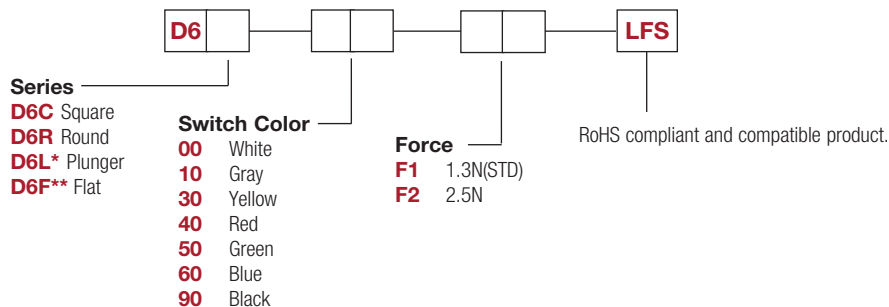 D6
LFS
Series
D6C Square
D6R Round
D6L* Plunger
D6F** Flat
Switch Color
00 White
10 Gray
30 Yellow
40 Red
50 Green
60 Blue
90 Black
Force
F1 1.3N(STD)
F2 2.5N
RoHS compliant and compatible product.